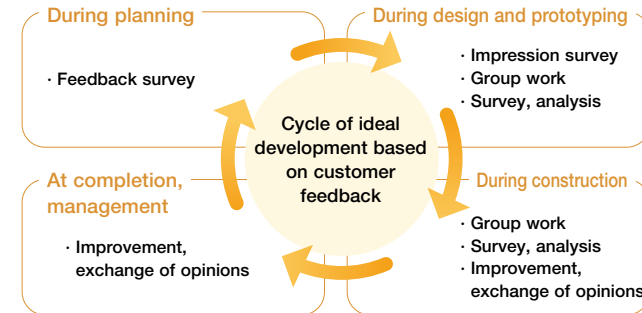 During planning
· Feedback survey
During design and prototyping
· Impression survey
· Group work
· Survey, analysis
Cycle of ideal
development based
on customer
feedback
At completion,
management
· Improvement,
exchange of opinions
During construction
· Group work
· Survey, analysis
· Improvement,
exchange of opinions